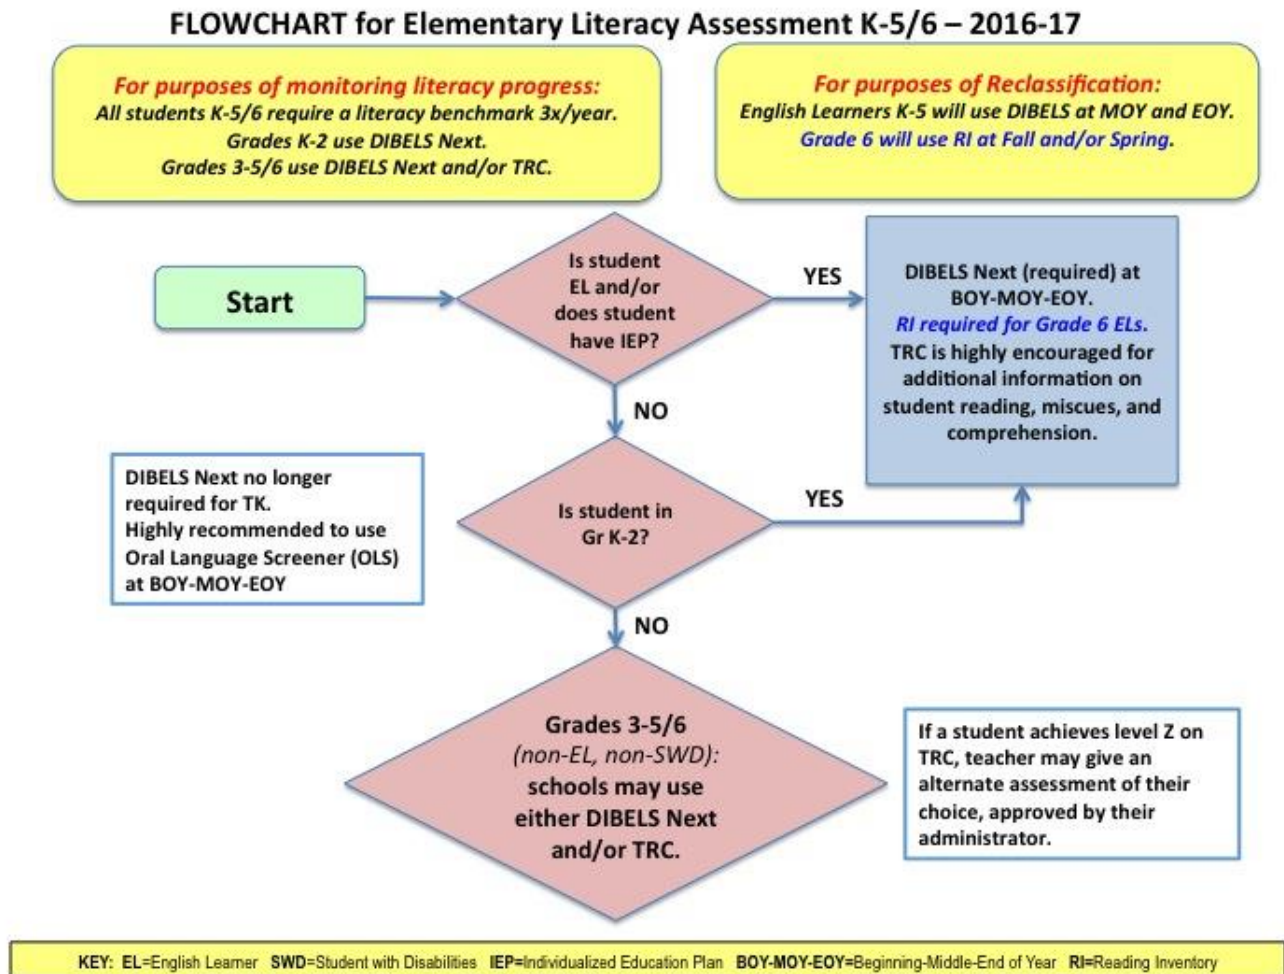 FLOWCHART for Elementary Literacy Assessment K-5/6 – 2016-17
For purposes of monitoring literacy progress:
All students K-5/6 require a literacy benchmark 3x/year.
Grades K-2 use DIBELS Next.
Grades 3-5/6 use DIBELS Next and/or TRC.
For purposes of Reclassification:
English Learners K-5 will use DIBELS at MOY and EOY.
Grade 6 will use RI at Fall and/or Spring.
Start
Is student
EL and/or
does student
have IEP?
YES
DIBELS Next (required) at
BOY-MOY-EOY.
RI required for Grade 6 ELs.
TRC is highly encouraged for
additional information on
student reading, miscues, and
comprehension.
NO
DIBELS Next no longer
required for TK.
Highly recommended to use
Oral Language Screener (OLS)
at BOY-MOY-EOY
Is student in
Gr K-2?
YES
NO
Grades 3-5/6
(non-EL, non-SWD):
schools may use
either DIBELS Next
and/or TRC.
If a student achieves level Z on
TRC, teacher may give an
alternate assessment of their
choice, approved by their
administrator.
KEY: EL=English Learner SWD=Student with Disabilities IEP=Individualized Education Plan BOY-MOY-EOY=Beginning-Middle-End of Year RI=Reading Inventory